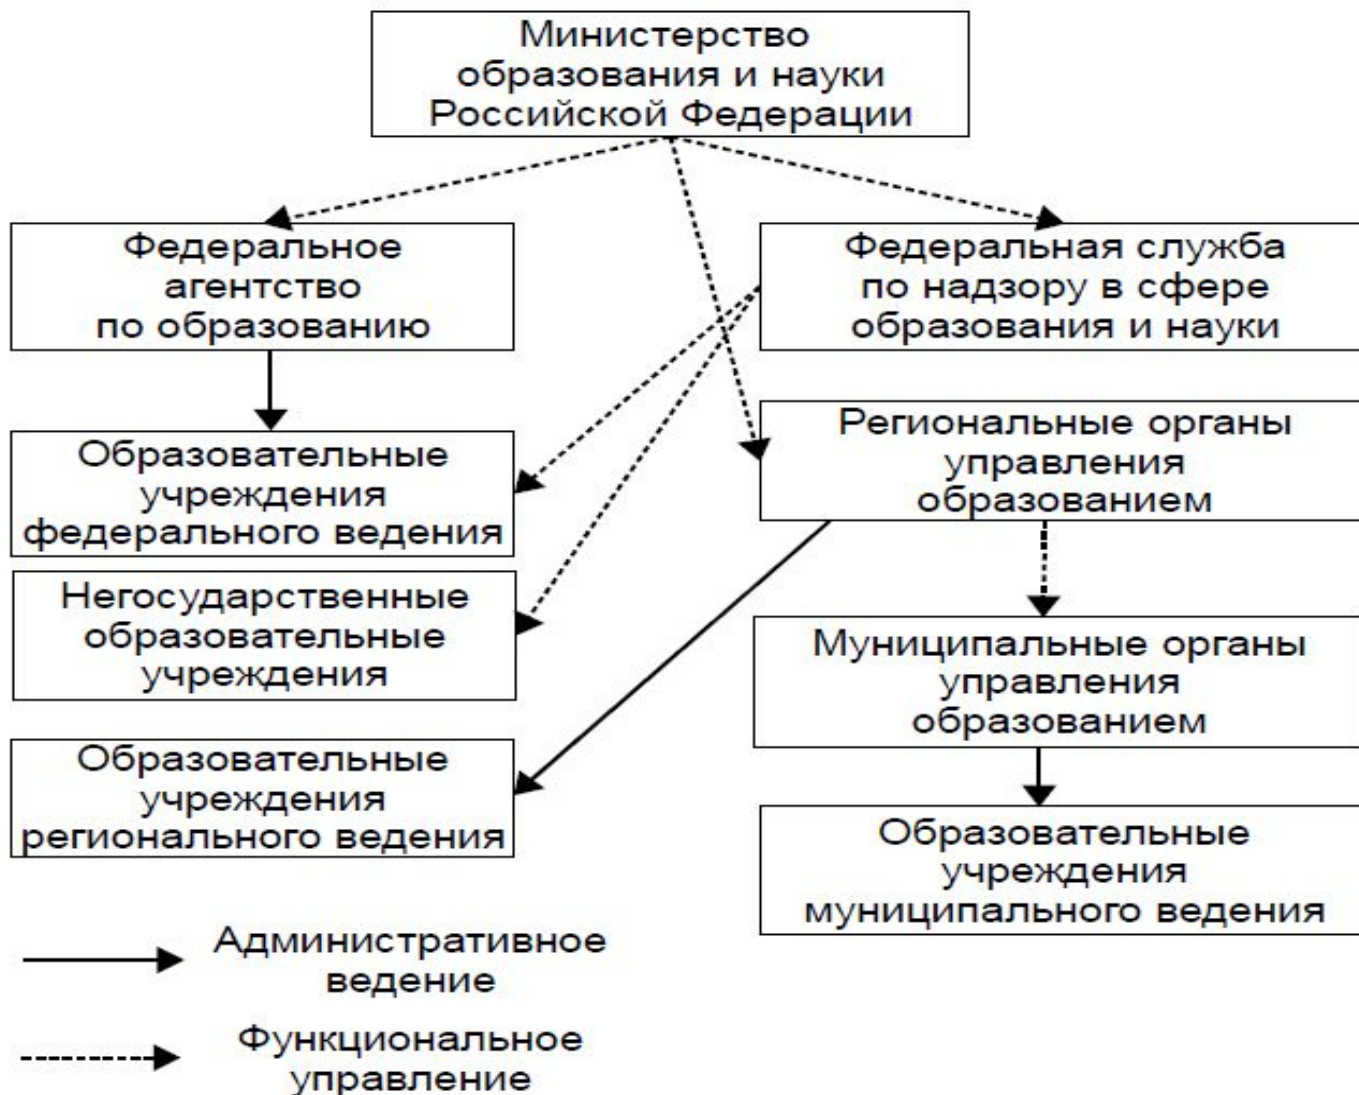 Министерство
образования и науки
Российской Федерации
Федеральное
агентство
по образованию
Федеральная служба
по надзору в сфере
образования и науки
Образовательные
учреждения
федерального ведения
Региональные органы
управления
образованием
Негосударственные
образовательные
учреждения
Муниципальные органы
управления
образованием
Образовательные
учреждения
регионального ведения
Образовательные
учреждения
муниципального ведения
Административное
ведение
Функциональное
управление